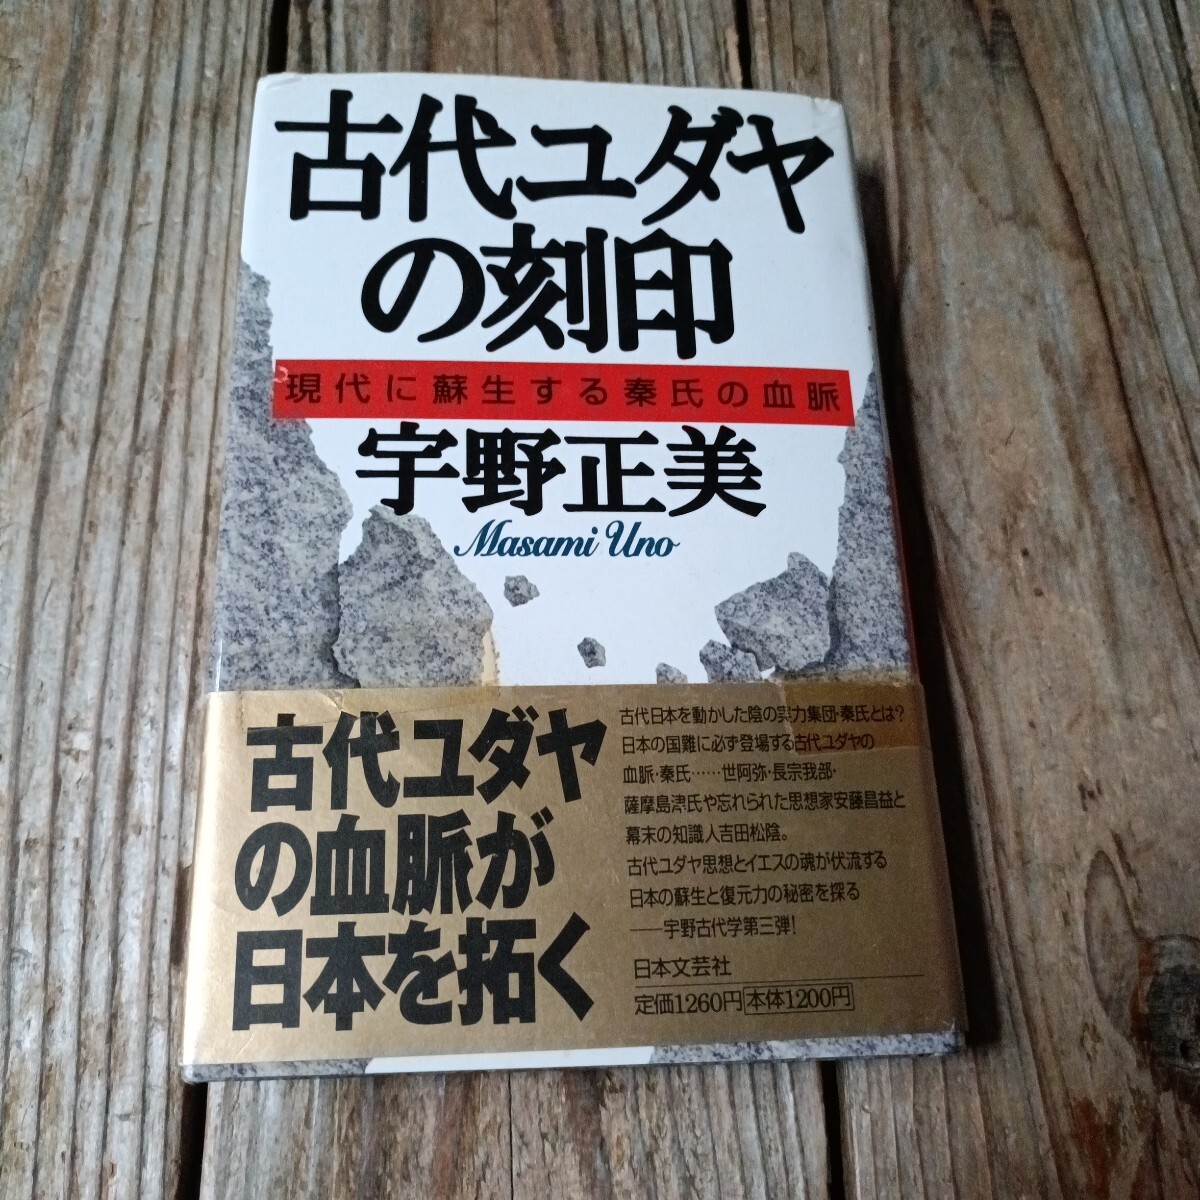 古代ユダヤ
の刻印
現代に蘇生する秦氏の血脈
宇野正美
Masami Uno
古代ユダヤ
の血脈が
日本を拓く
古代日本を動かした陰の実力集団・秦氏とは?
日本の国難に必ず登場する古代ユダヤの
血脈・秦氏……世阿弥・長宗我部・
薩摩島津氏や忘れられた思想家安藤昌益と
幕末の知識人吉田松陰。
古代ユダヤ思想とイエスの魂が伏流する
日本の蘇生と復元力の秘密を探る
――宇野古代学第三弾!
日本文芸社
定価1260円 本体1200円